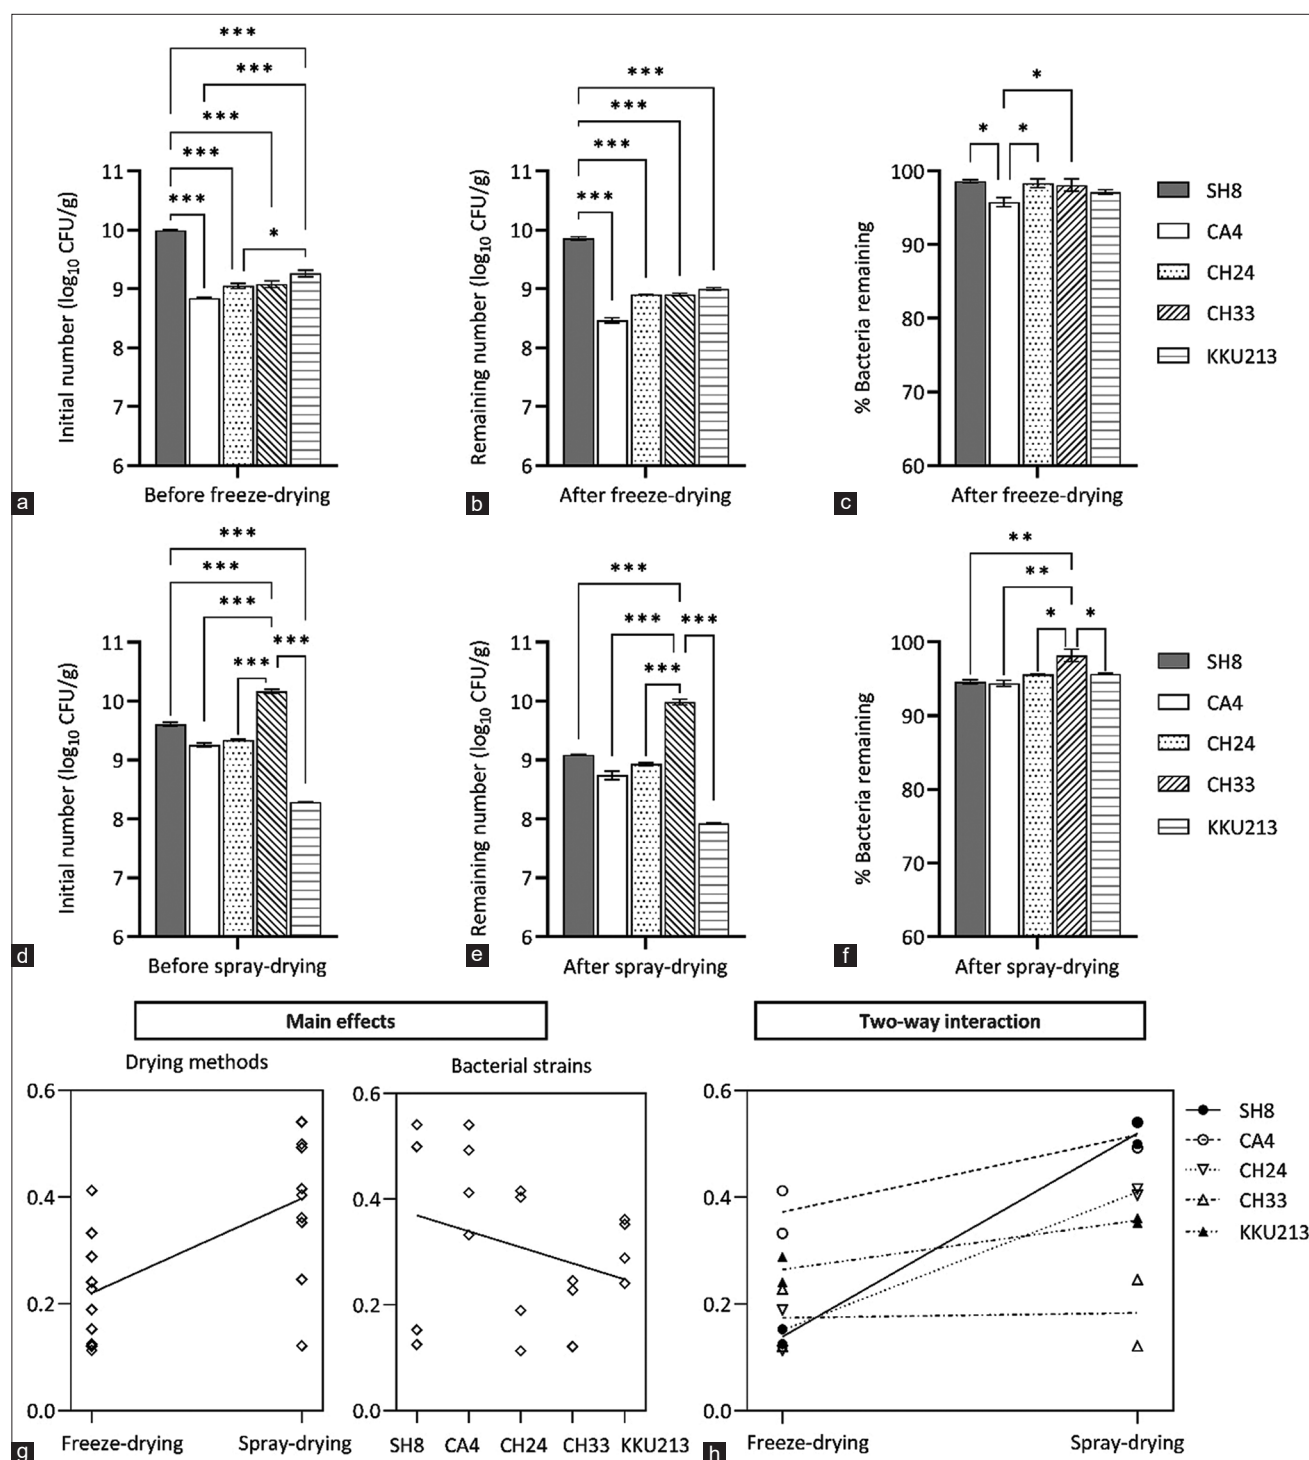 ***
***
***
***
***
*
11
10
9
8
7
6
Initial number (log10 CFU/g)
Before freeze-drying
a
***
***
***
***
11
10
9
8
7
6
Remaining number (log10 CFU/g)
After freeze-drying
b
*
*
*
100
90
80
70
60
% Bacteria remaining
After freeze-drying
c
SH8
CA4
CH24
CH33
KKU213
***
***
***
***
***
11
10
9
8
7
6
Initial number (log10 CFU/g)
Before spray-drying
d
***
***
***
***
11
10
9
8
7
6
Remaining number (log10 CFU/g)
After spray-drying
e
**
**
*
*
100
90
80
70
60
% Bacteria remaining
After spray-drying
f
SH8
CA4
CH24
CH33
KKU213
Main effects
Drying methods
0.6
0.4
0.2
0.0
Freeze-drying
Spray-drying
g
Bacterial strains
0.6
0.4
0.2
0.0
SH8
CA4
CH24
CH33
KKU213
Two-way interaction
0.6
0.4
0.2
0.0
Freeze-drying
Spray-drying
h
SH8
CA4
CH24
CH33
KKU213